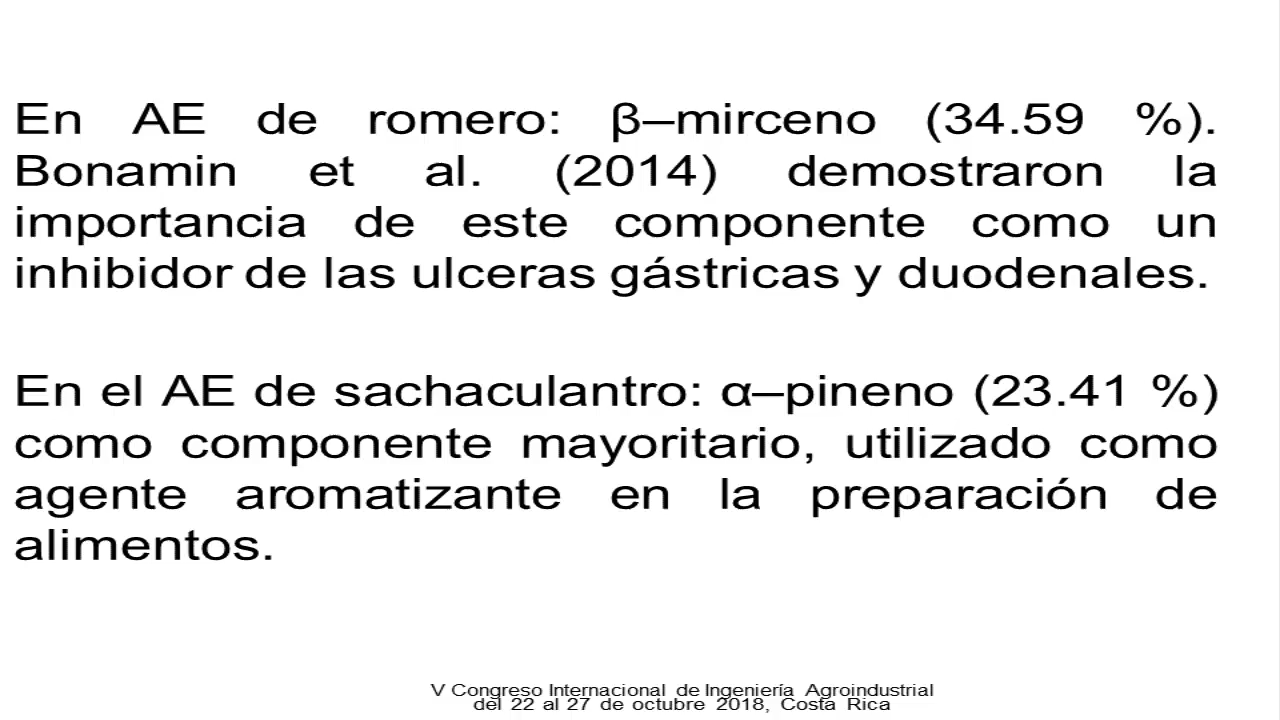 En AE de romero: β–mirceno (34.59 %).
Bonamin et al. (2014) demostraron la
importancia de este componente como un
inhibidor de las ulceras gástricas y duodenales.
En el AE de sachaculantro: α–pineno (23.41 %)
como componente mayoritario, utilizado como
agente aromatizante en la preparación de
alimentos.
V Congreso Internacional de Ingeniería Agroindustrial
del 22 al 27 de octubre 2018, Costa Rica